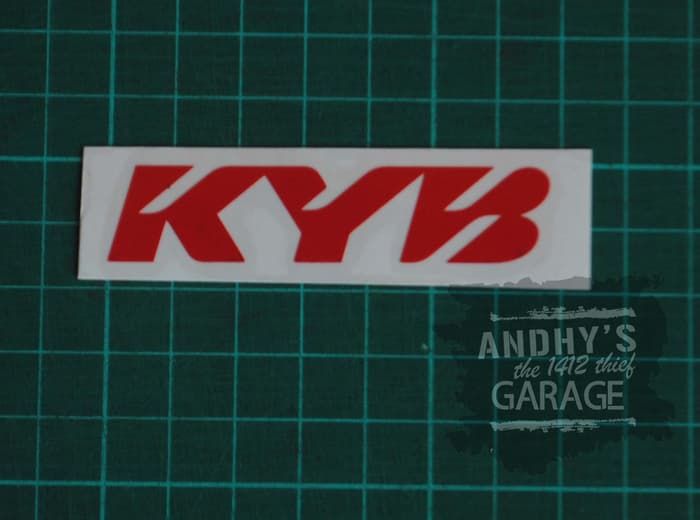 KYB
ANDHY'S
the 1412 thief
GARAGE